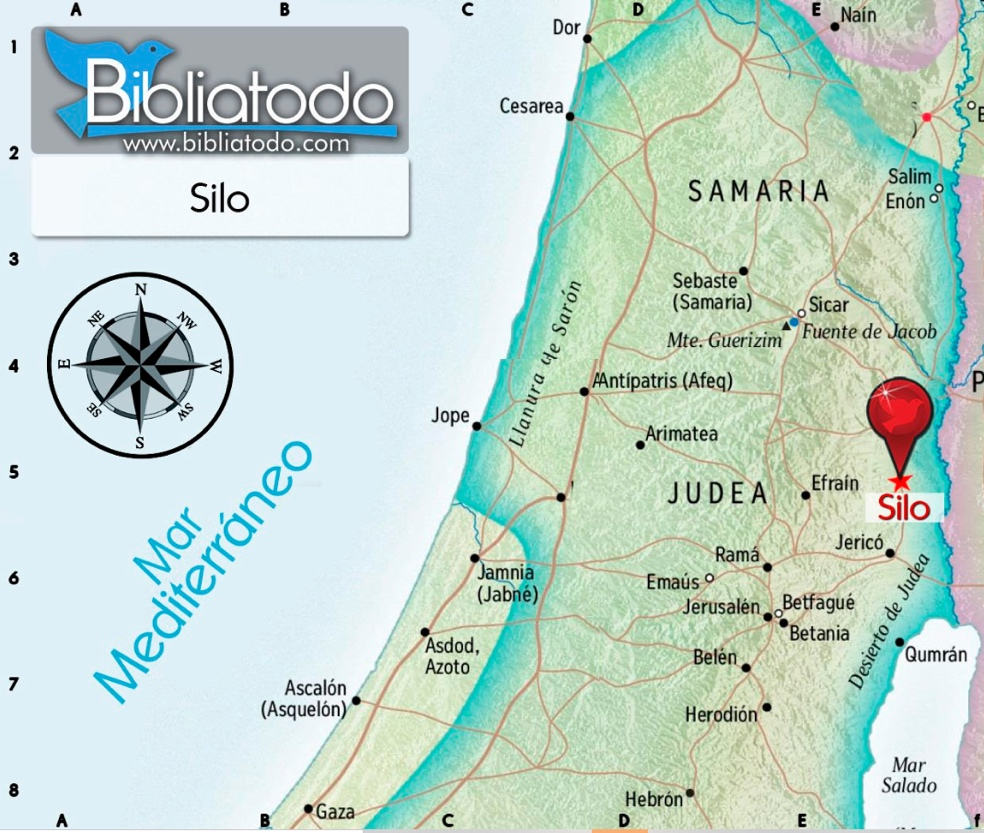 A
B
C
D
E
1
2
3
4
5
6
7
8
Bibliatodo
www.bibliatodo.com
Silo
N
NE
NW
E
W
SE
SW
S
Mar
Mediterráneo
Dor
Naín
Cesarea
SAMARIA
Salim
Enón
Sebaste
(Samaria)
Sicar
Mte. Guerizim
Fuente de Jacob
Llanura de Sarón
Antípatris (Afeq)
Jope
Arimatea
JUDEA
Efraín
Silo
Jericó
Ramá
Emaús
Jamnia
(Jabné)
Jerusalén
Betfagué
Betania
Desierto de Judea
Asdod,
Azoto
Belén
Qumrán
Ascalón
(Asquelón)
Herodión
Mar
Salado
Hebrón
Gaza
A
B
C
D
E